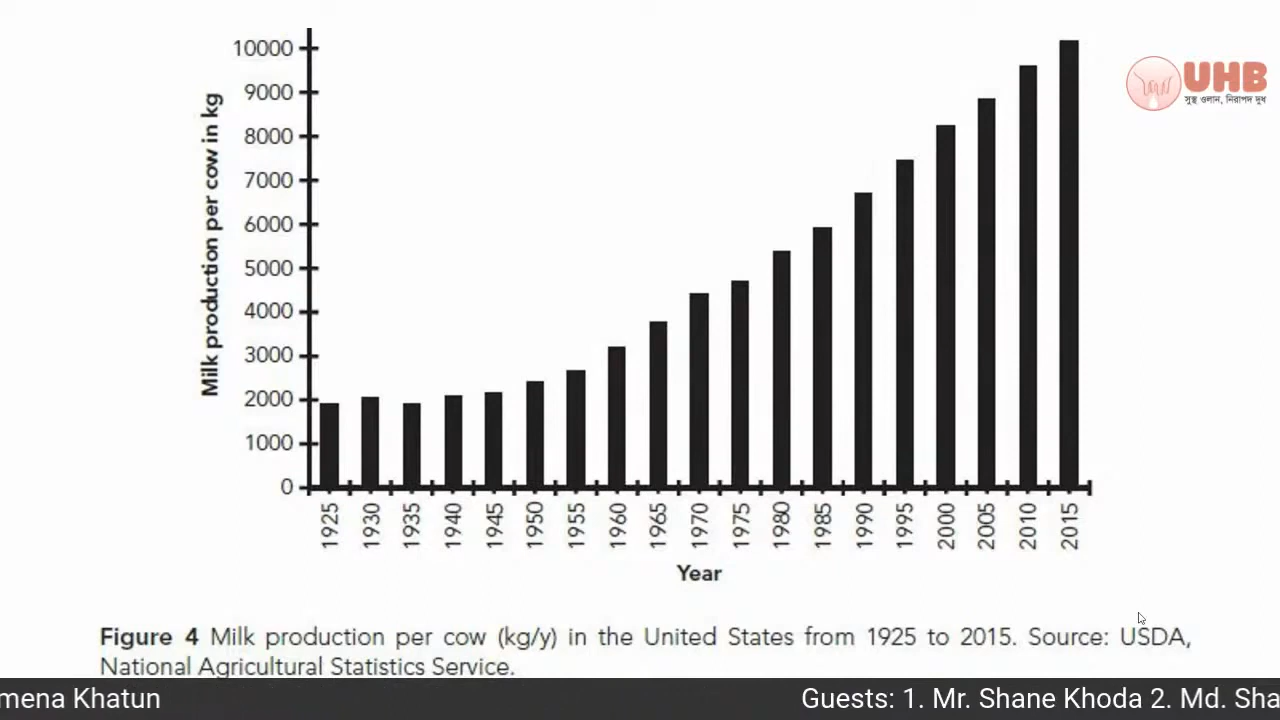 10000
9000
8000
7000
6000
5000
4000
3000
2000
1000
0
Milk production per cow in kg
1925 1930 1935 1940 1945 1950 1955 1960 1965 1970 1975 1980 1985 1990 1995 2000 2005 2010 2015
Year
UHB
সুস্থ ওলান, নিরাপদ দুধ
Figure 4 Milk production per cow (kg/y) in the United States from 1925 to 2015. Source: USDA,
National Agricultural Statistics Service.
mena Khatun
Guests: 1. Mr. Shane Khoda 2. Md. Sha